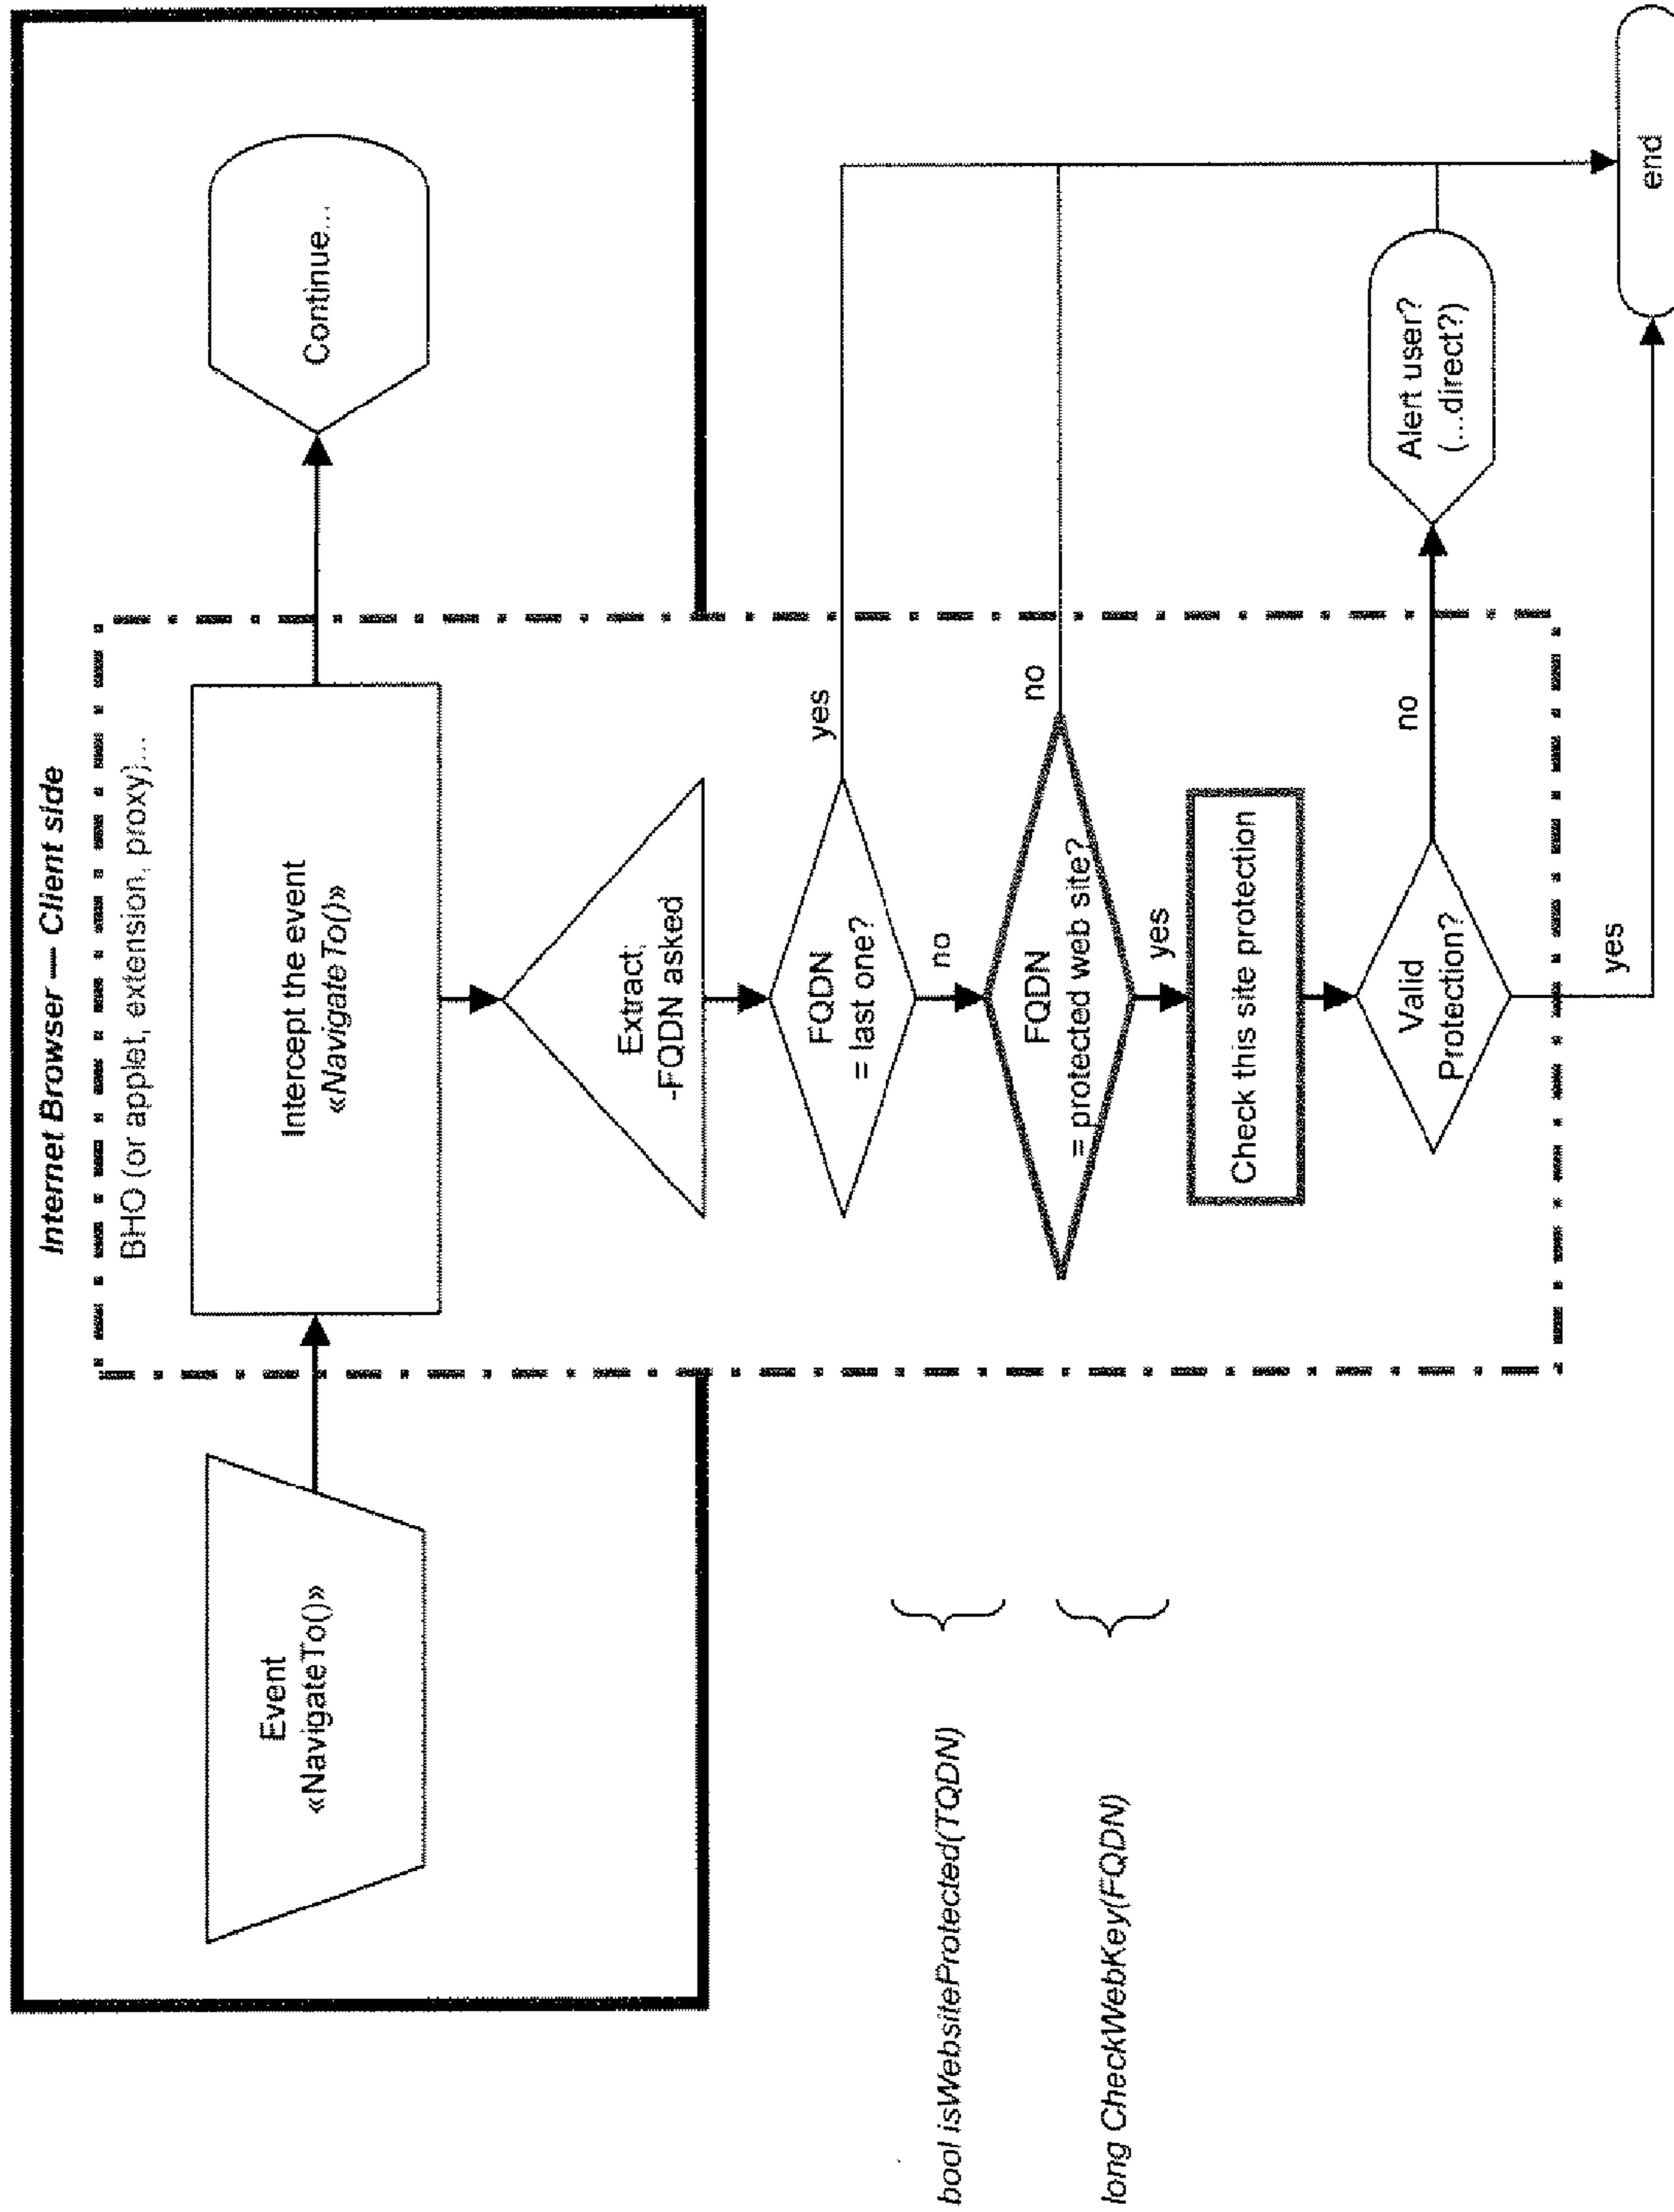 Internet Browser — Client side
BHO (or applet, extension, proxy)...
Event
«NavigateTo()»
Intercept the event
«NavigateTo()»
Continue...
Extract:
-FQDN asked
FQDN
= last one?
yes
no
bool isWebsiteProtected(TQDN)
FQDN
= protected web site?
no
yes
long CheckWebKey(FQDN)
Check this site protection
Valid
Protection?
no
Alert user?
(...direct?)
yes
end